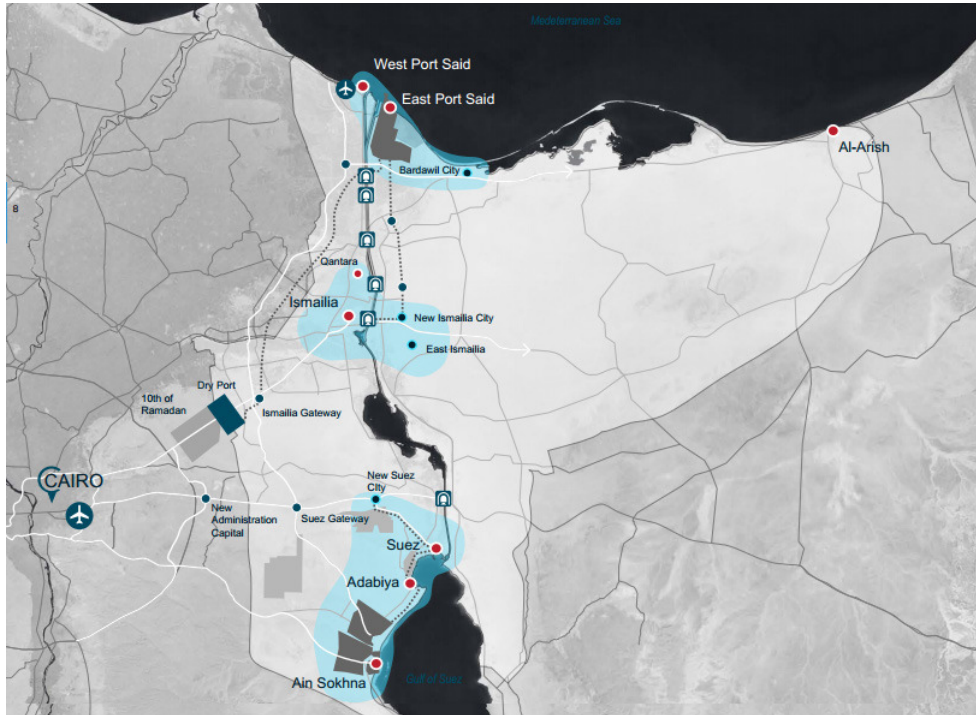 Medeterranean Sea
West Port Said
East Port Said
Al-Arish
Bardawil City
8
Qantara
Ismailia
New Ismailia City
East Ismailia
Dry Port
10th of
Ramadan
Ismailia Gateway
CAIRO
New Suez
CIty
New
Administration
Capital
Suez Gateway
Suez
Adabiya
Ain Sokhna
Gulf of Suez